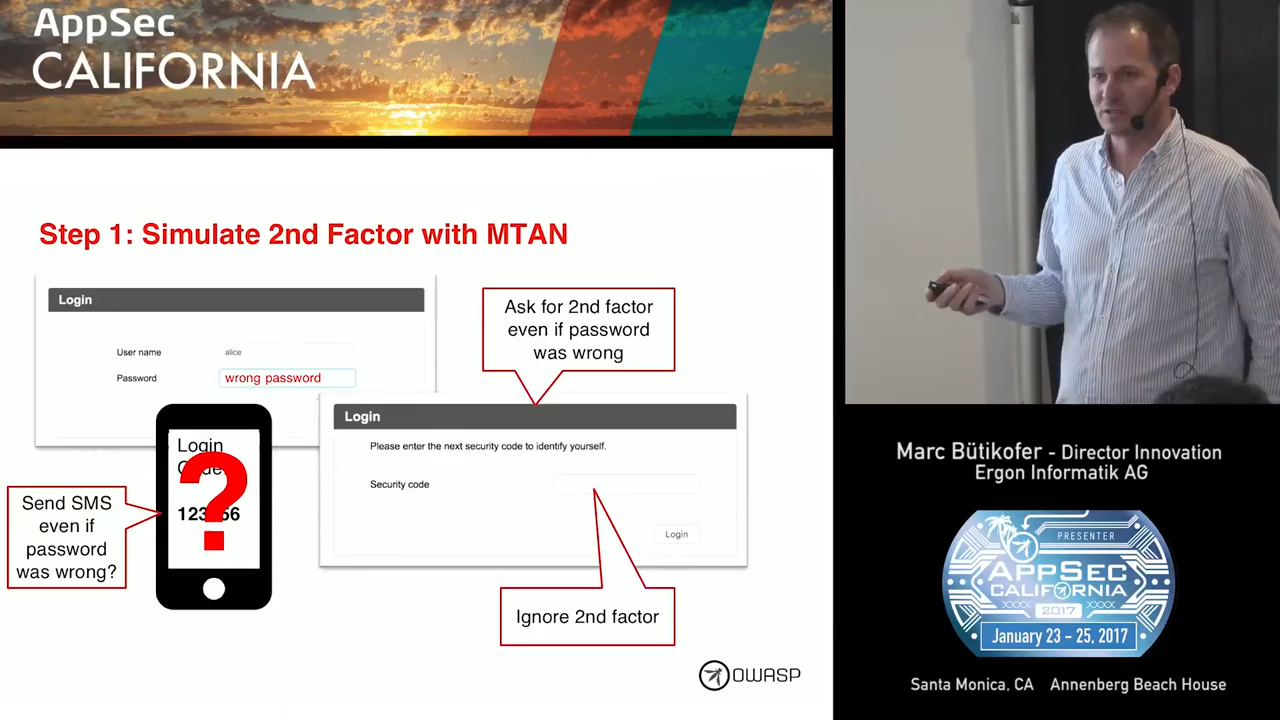 AppSec
CALIFORNIA
Step 1: Simulate 2nd Factor with MTAN
Login
User name
alice
Password
wrong password
Ask for 2nd factor
even if password
was wrong
Login
Please enter the next security code to identify yourself.
Security code
Login
Login
Code
?
123456
Send SMS
even if
password
was wrong?
Ignore 2nd factor
OWASP
Marc Bütikofer - Director Innovation
Ergon Informatik AG
PRESENTER
APPSEC
CALIFORNIA
2017
January 23 - 25, 2017
Santa Monica, CA Annenberg Beach House